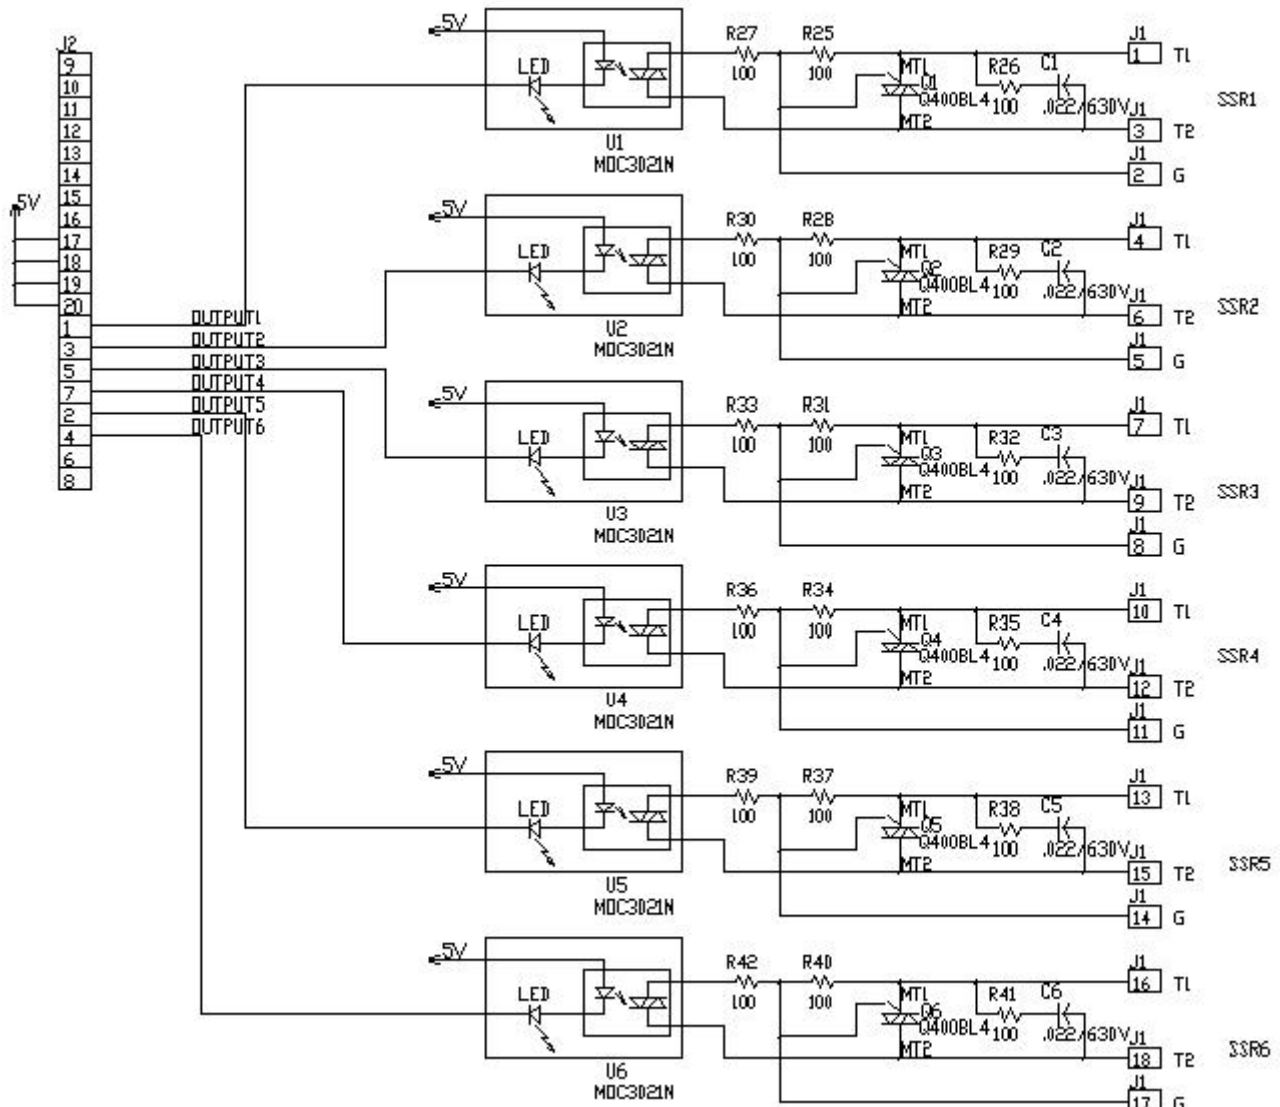 J2
9
10
11
12
13
14
15
16
17
18
19
20
1
3
5
7
2
4
6
8
5V
OUTPUT1
OUTPUT2
OUTPUT3
OUTPUT4
OUTPUT5
OUTPUT6
5V
LED
U1
MOC3021N
R27
100
R25
100
MT1
Q1
Q400BL4
MT2
R26
100
C1
.022/630V
J1
1 T1
J1
3 T2
J1
2 G
SSR1
5V
LED
U2
MOC3021N
R30
100
R28
100
MT1
Q2
Q400BL4
MT2
R29
100
C2
.022/630V
J1
4 T1
J1
6 T2
J1
5 G
SSR2
5V
LED
U3
MOC3021N
R33
100
R31
100
MT1
Q3
Q400BL4
MT2
R32
100
C3
.022/630V
J1
7 T1
J1
9 T2
J1
8 G
SSR3
5V
LED
U4
MOC3021N
R36
100
R34
100
MT1
Q4
Q400BL4
MT2
R35
100
C4
.022/630V
J1
10 T1
J1
12 T2
J1
11 G
SSR4
5V
LED
U5
MOC3021N
R39
100
R37
100
MT1
Q5
Q400BL4
MT2
R38
100
C5
.022/630V
J1
13 T1
J1
15 T2
J1
14 G
SSR5
5V
LED
U6
MOC3021N
R42
100
R40
100
MT1
Q6
Q400BL4
MT2
R41
100
C6
.022/630V
J1
16 T1
J1
18 T2
J1
17 G
SSR6